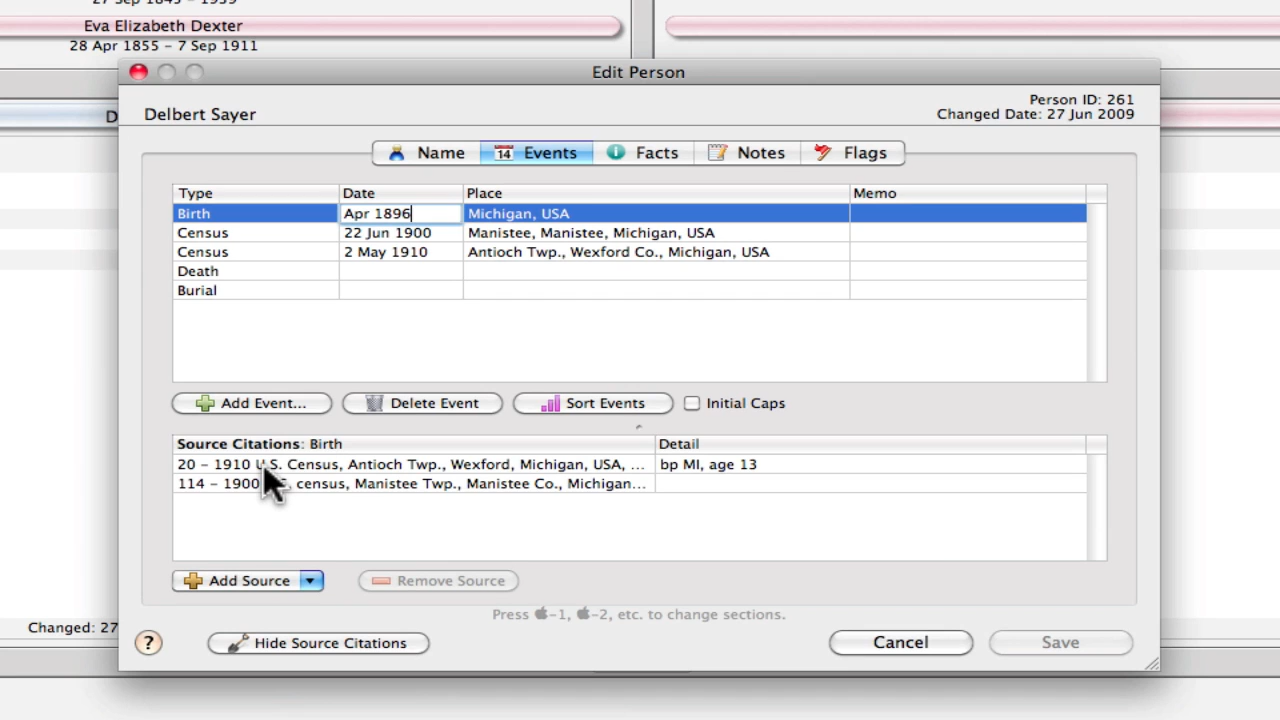 27 Sep 1845 – 1939
Eva Elizabeth Dexter
28 Apr 1855 – 7 Sep 1911
Edit Person
D
Delbert Sayer
Person ID: 261
Changed Date: 27 Jun 2009
Name
14 Events
Facts
Notes
Flags
Type Date Place Memo
Birth Apr 1896 Michigan, USA
Census 22 Jun 1900 Manistee, Manistee, Michigan, USA
Census 2 May 1910 Antioch Twp., Wexford Co., Michigan, USA
Death
Burial
Add Event...
Delete Event
Sort Events
Initial Caps
Source Citations: Birth Detail
20 – 1910 U.S. Census, Antioch Twp., Wexford, Michigan, USA, ... bp MI, age 13
114 – 1900 census, Manistee Twp., Manistee Co., Michigan...
Add Source
Remove Source
Press -1, -2, etc. to change sections.
Changed: 27
?
Hide Source Citations
Cancel
Save